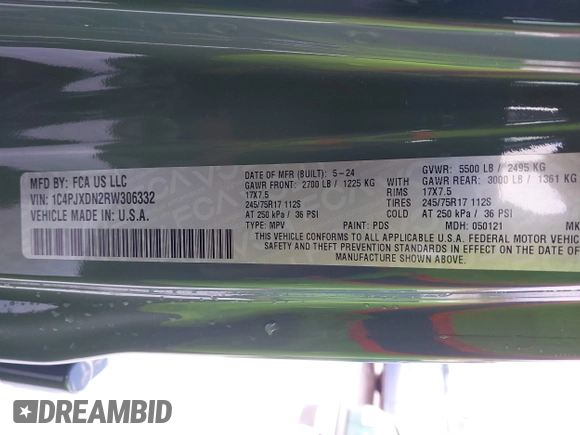 MFD BY: FCA US LLC
VIN: 1C4PJXDN2RW306332
VEHICLE MADE IN U.S.A.
DATE OF MFR (BUILT): 5-24
GAWR FRONT: 2700 LB / 1225 KG
17X7.5
245/75R17 112S
AT 250 kPa / 36 PSI
TYPE: MPV PAINT: PDS
RIMS
TIRES
COLD
GVWR: 5500 LB / 2495 KG
GAWR REAR: 3000 LB / 1361 KG
17X7.5
245/75R17 112S
AT 250 kPa / 36 PSI
MDH: 050121 MK
THIS VEHICLE CONFORMS TO ALL APPLICABLE U.S.A. FEDERAL MOTOR VEHIC
SAFETY AND THEFT PREVENTION STANDARDS IN EFFECT ON THE DATE OF
MANUFACTURE SHOWN ABOVE.
DREAMBID